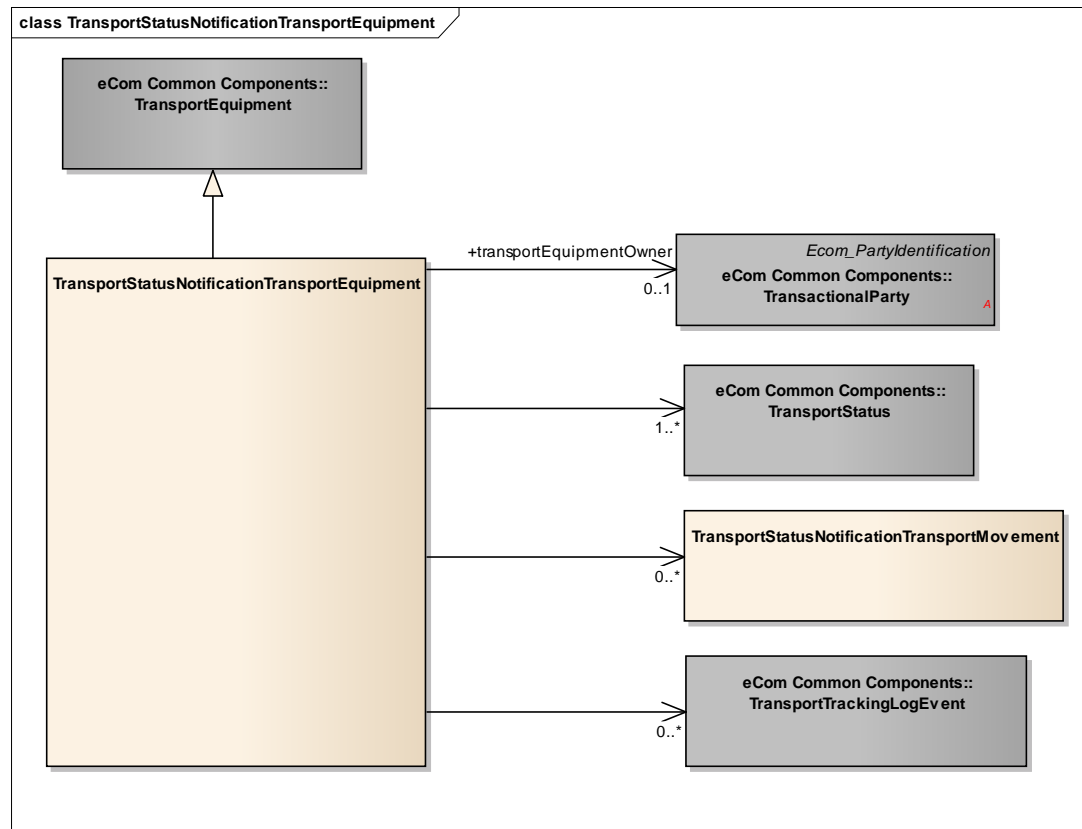 class TransportStatusNotificationTransportEquipment
eCom Common Components::
TransportEquipment
TransportStatusNotificationTransportEquipment
+transportEquipmentOwner
0..1
Ecom_PartyIdentification
eCom Common Components::
TransactionalParty
A
eCom Common Components::
TransportStatus
1..*
TransportStatusNotificationTransportMovement
0..*
eCom Common Components::
TransportTrackingLogEvent
0..*